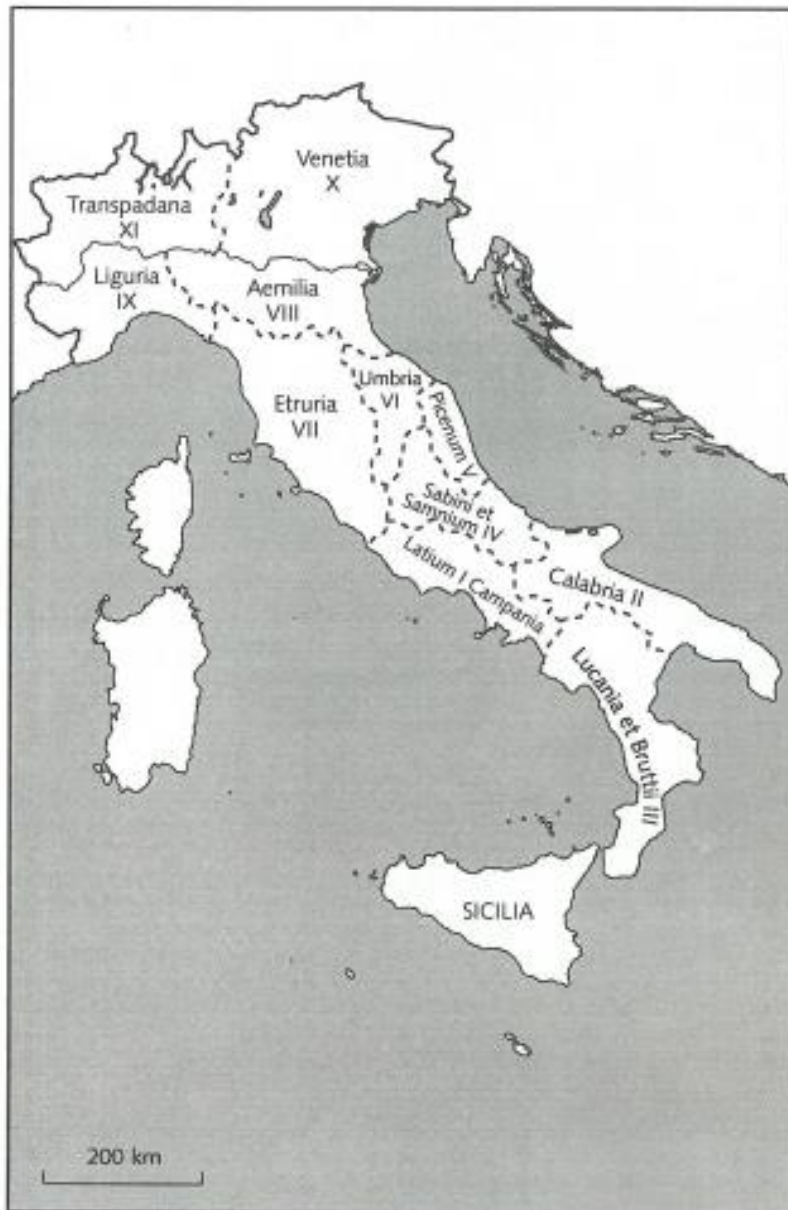 Venetia
X
Transpadana
XI
Liguria
IX
Aemilia
VIII
Umbria
VI
Etruria
VII
Picenum V
Sabini et
Samnium IV
Latium I Campania
Calabria II
Lucania et Bruttii III
SICILIA
200 km